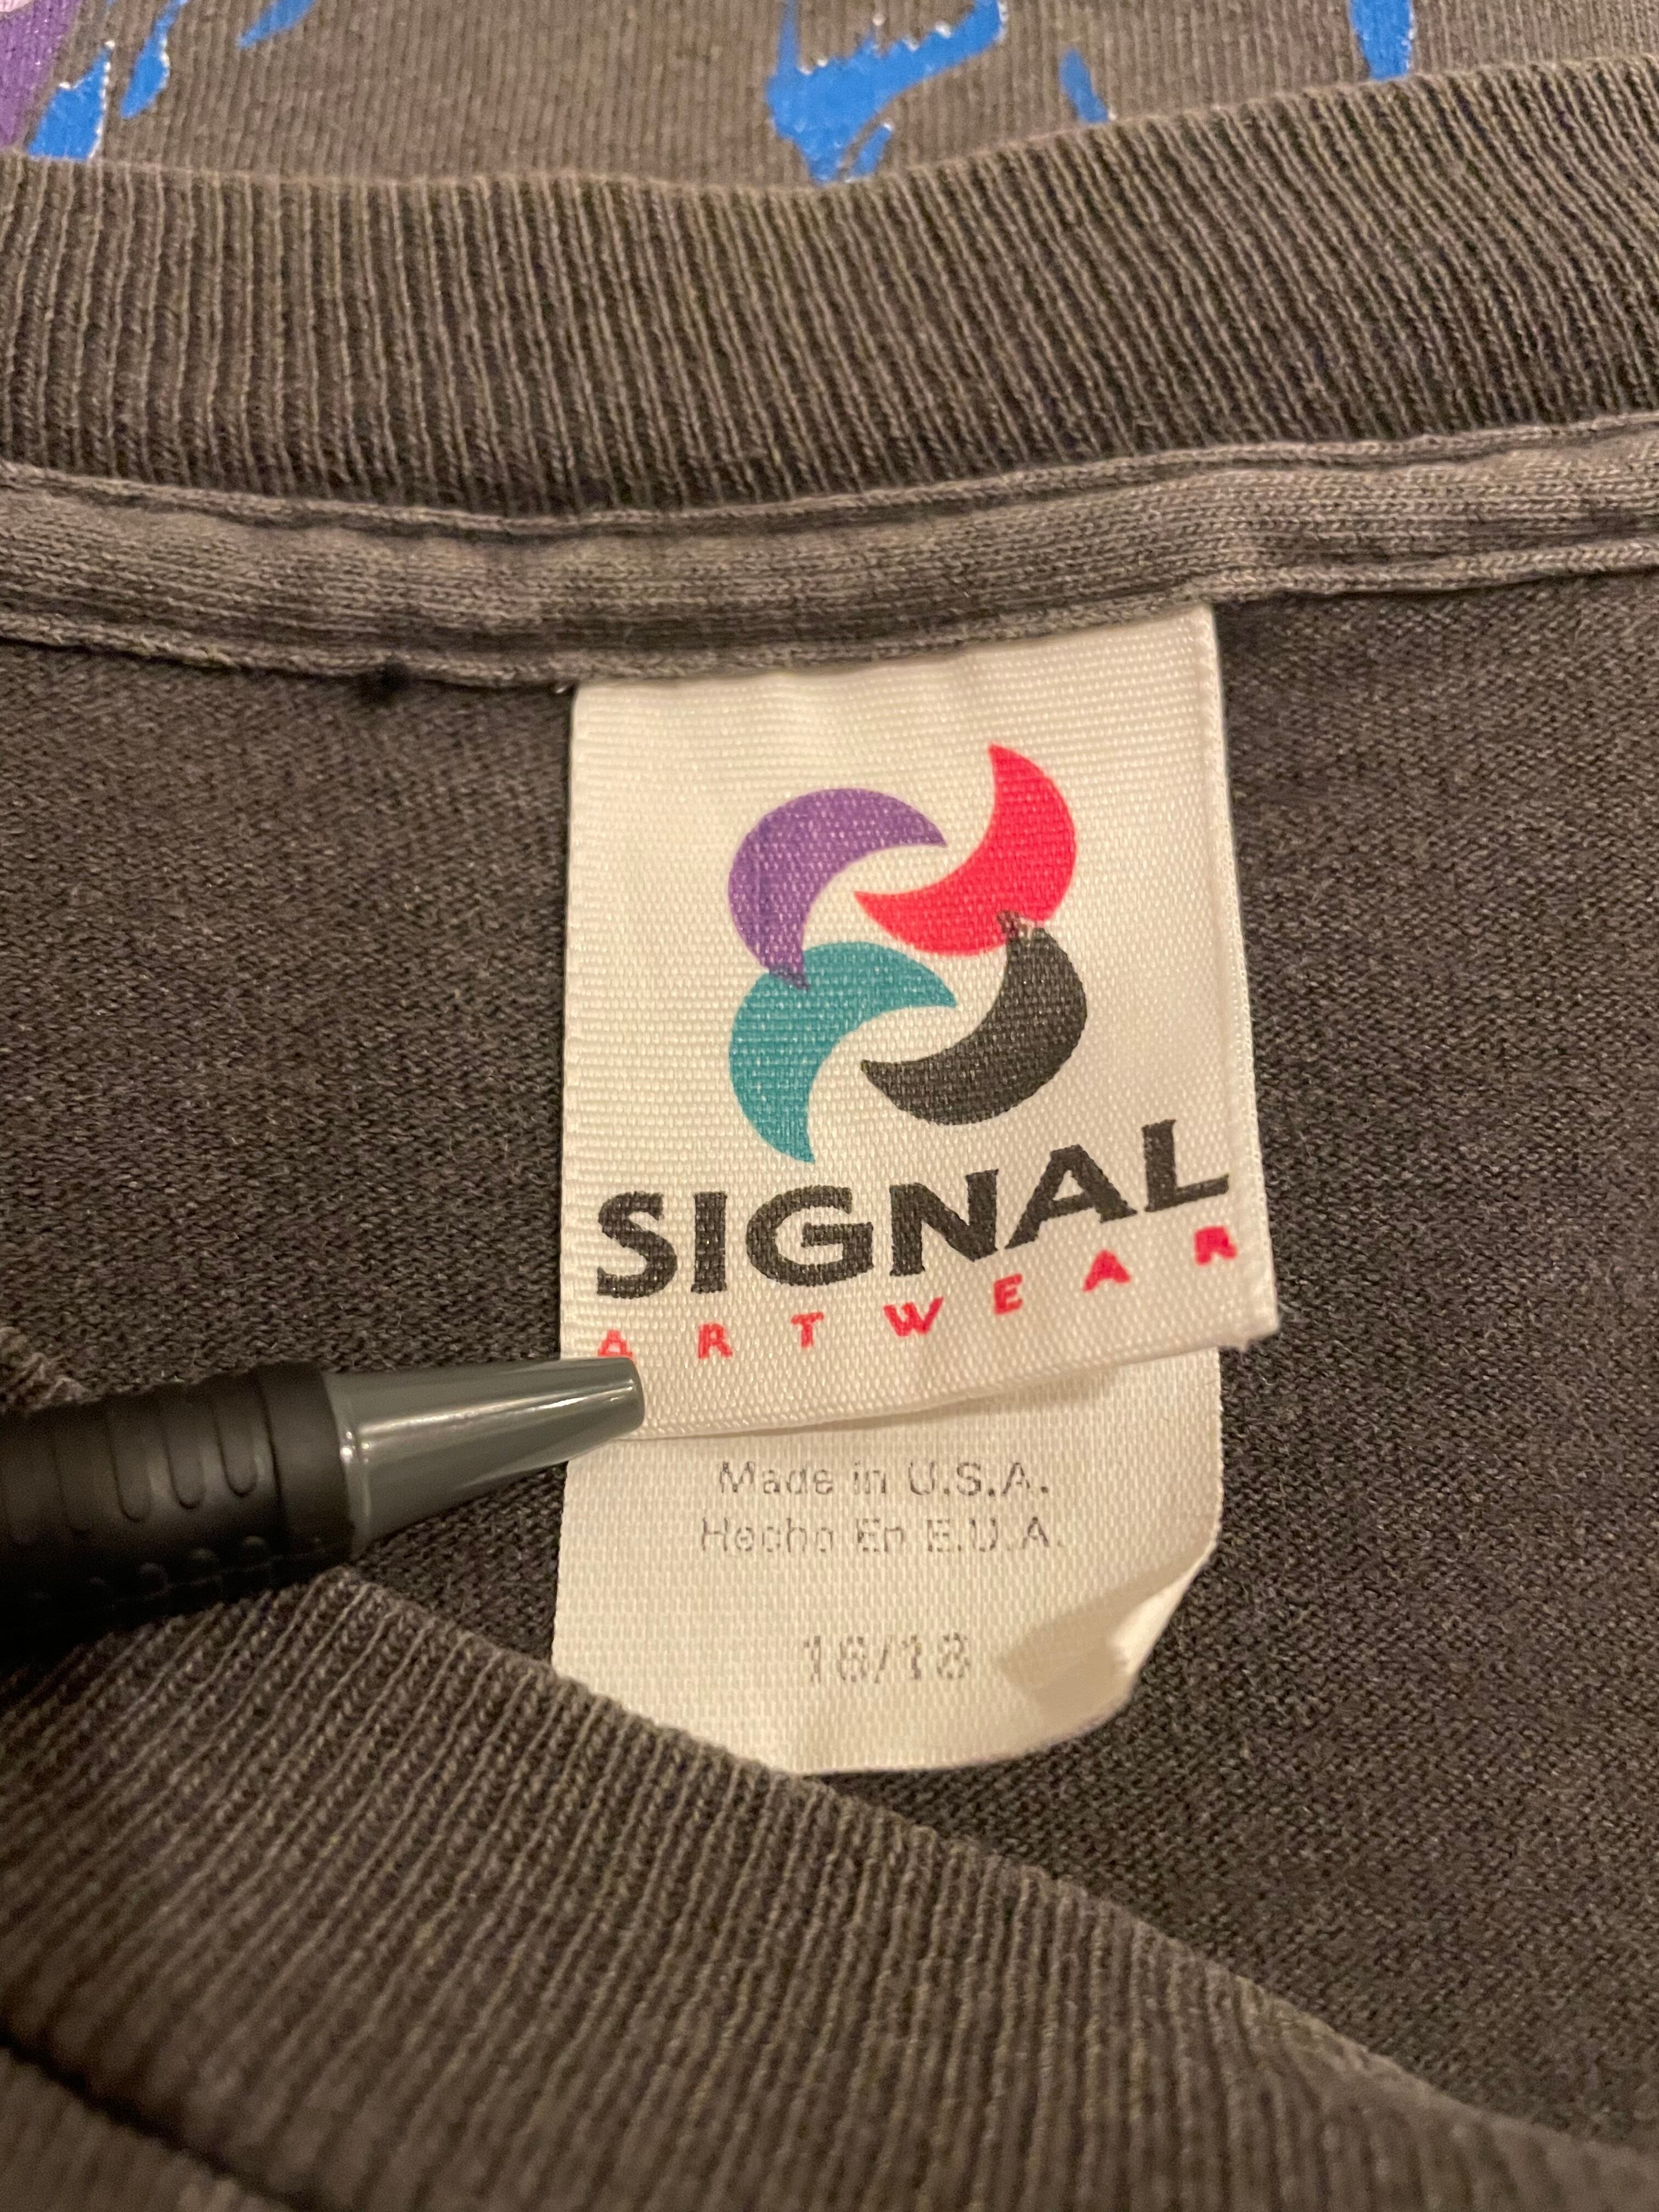 SIGNAL
ARTWEAR
Made in U.S.A.
Hecho En E.U.A.
16/18